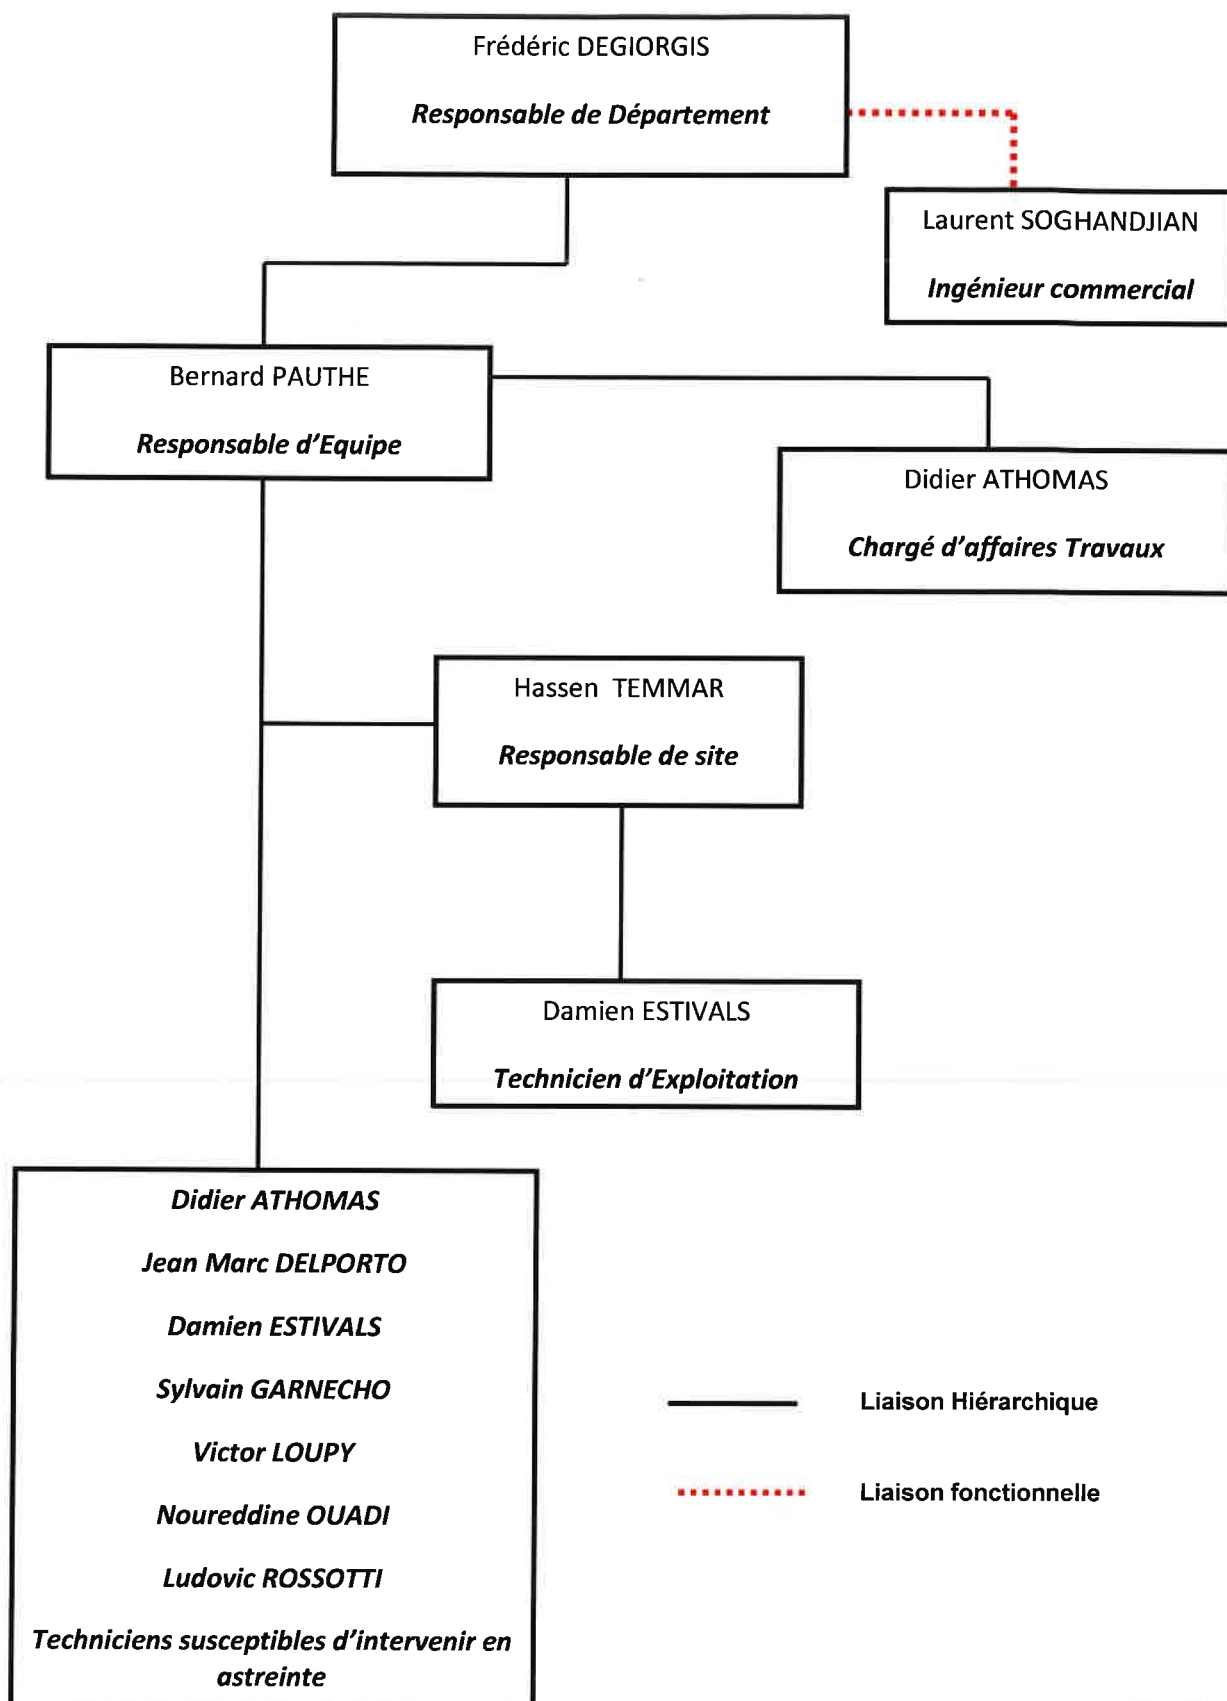 Frédéric DEGIORGIS
Responsable de Département
Laurent SOGHANDJIAN
Ingénieur commercial
Bernard PAUTHE
Responsable d'Equipe
Didier ATHOMAS
Chargé d'affaires Travaux
Hassen TEMMAR
Responsable de site
Damien ESTIVALS
Technicien d'Exploitation
Didier ATHOMAS
Jean Marc DELPORTO
Damien ESTIVALS
Sylvain GARNECHO
Victor LOUPY
Noureddine OUADI
Ludovic ROSSOTTI
Techniciens susceptibles d'intervenir en
astreinte
Liaison Hiérarchique
Liaison fonctionnelle